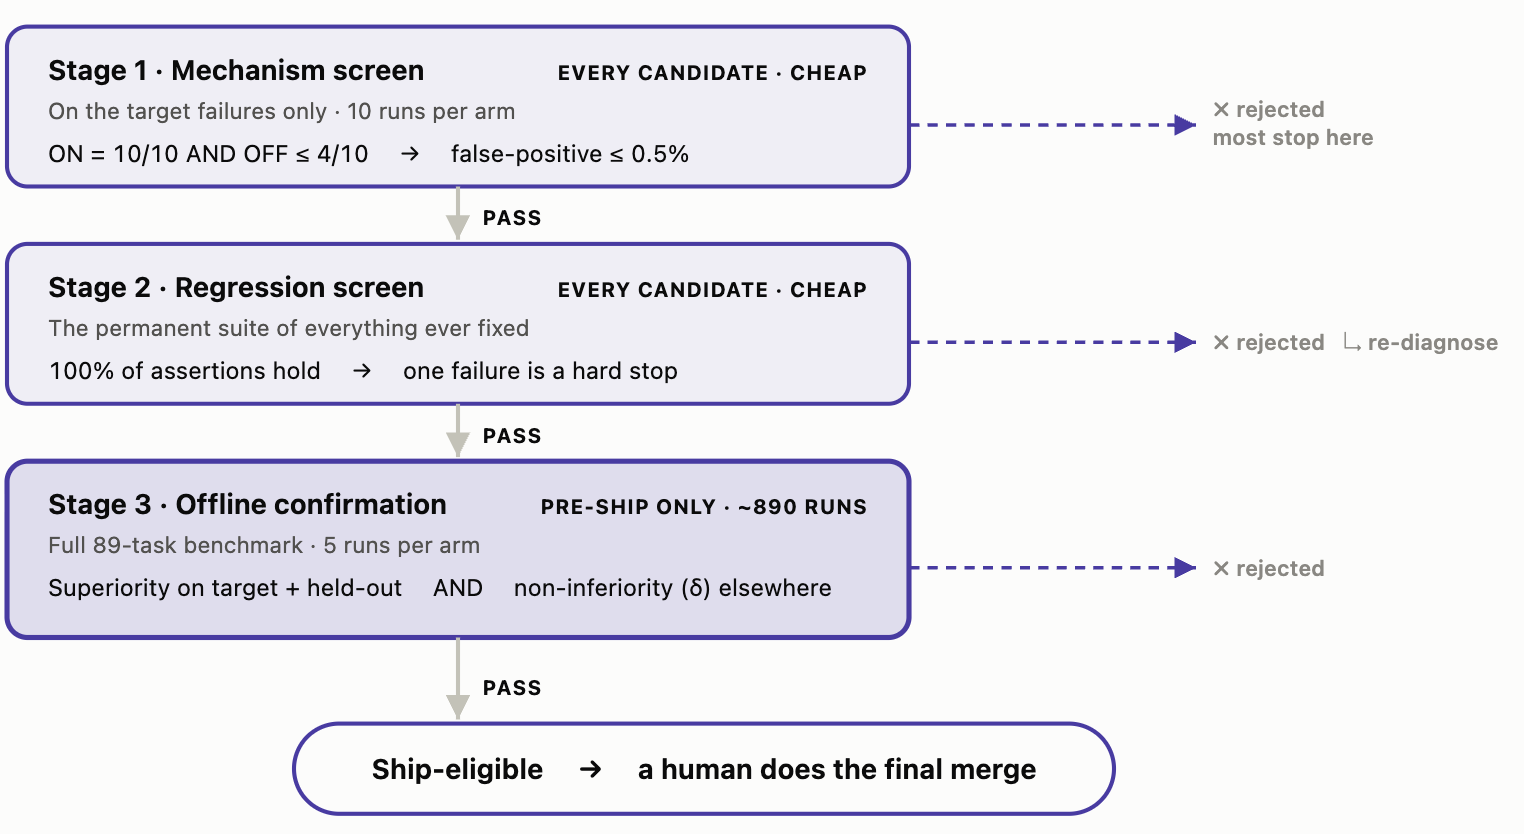 Stage 1 · Mechanism screen
EVERY CANDIDATE · CHEAP
On the target failures only · 10 runs per arm
ON = 10/10 AND OFF ≤ 4/10 → false-positive ≤ 0.5%
✕ rejected
most stop here
PASS
Stage 2 · Regression screen
EVERY CANDIDATE · CHEAP
The permanent suite of everything ever fixed
100% of assertions hold → one failure is a hard stop
✕ rejected ↳ re-diagnose
PASS
Stage 3 · Offline confirmation
PRE-SHIP ONLY · ~890 RUNS
Full 89-task benchmark · 5 runs per arm
Superiority on target + held-out AND non-inferiority (δ) elsewhere
✕ rejected
PASS
Ship-eligible → a human does the final merge